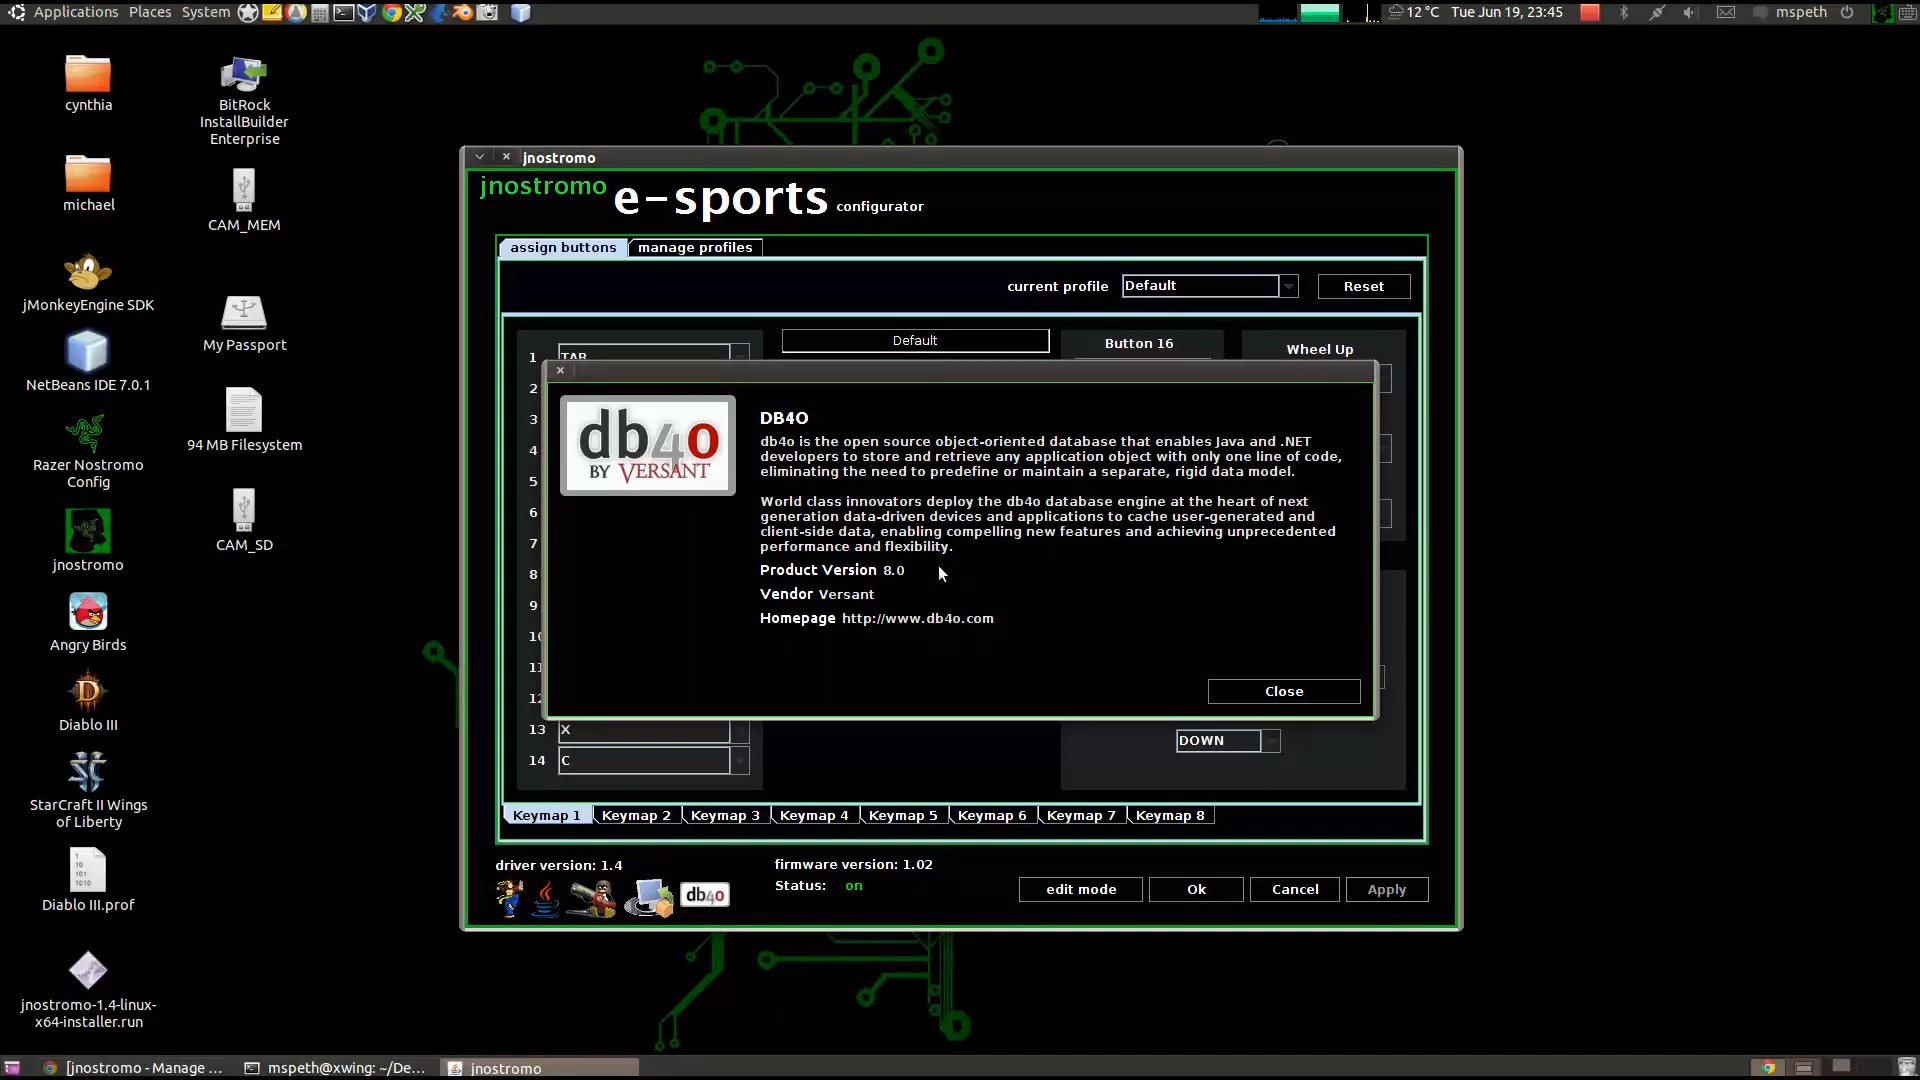 Applications Places System
12 °C Tue Jun 19, 23:45 mspeth
cynthia
michael
jMonkeyEngine SDK
NetBeans IDE 7.0.1
Razer Nostromo
Config
jnostromo
Angry Birds
Diablo III
StarCraft II Wings
of Liberty
Diablo III.prof
jnostromo-1.4-linux-
x64-installer.run
BitRock
InstallBuilder
Enterprise
CAM_MEM
My Passport
94 MB Filesystem
CAM_SD
jnostromo
jnostromo e-sports configurator
assign buttons manage profiles
current profile Default Reset
Default
Button 16
Wheel Up
1 TAB
2
3
4
5
6
7
8
9
10
11
12
13 X
14 C
DOWN
db4o
BY VERSANT
DB4O
db4o is the open source object-oriented database that enables Java and .NET
developers to store and retrieve any application object with only one line of code,
eliminating the need to predefine or maintain a separate, rigid data model.
World class innovators deploy the db4o database engine at the heart of next
generation data-driven devices and applications to cache user-generated and
client-side data, enabling compelling new features and achieving unprecedented
performance and flexibility.
Product Version 8.0
Vendor Versant
Homepage http://www.db4o.com
Close
Keymap 1 Keymap 2 Keymap 3 Keymap 4 Keymap 5 Keymap 6 Keymap 7 Keymap 8
driver version: 1.4
firmware version: 1.02
Status: on
db4o
edit mode Ok Cancel Apply
[jnostromo - Manage ... mspeth@xwing: ~/De... jnostromo